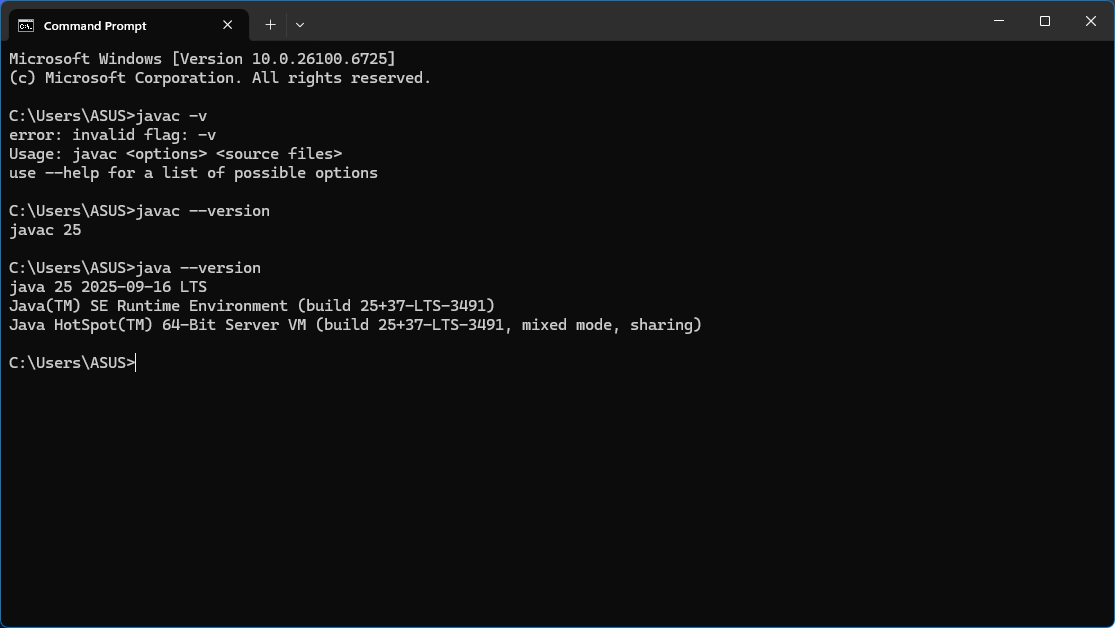 Command Prompt
Microsoft Windows [Version 10.0.26100.6725]
(c) Microsoft Corporation. All rights reserved.
C:\Users\ASUS>javac -v
error: invalid flag: -v
Usage: javac <options> <source files>
use --help for a list of possible options
C:\Users\ASUS>javac --version
javac 25
C:\Users\ASUS>java --version
java 25 2025-09-16 LTS
Java(TM) SE Runtime Environment (build 25+37-LTS-3491)
Java HotSpot(TM) 64-Bit Server VM (build 25+37-LTS-3491, mixed mode, sharing)
C:\Users\ASUS>